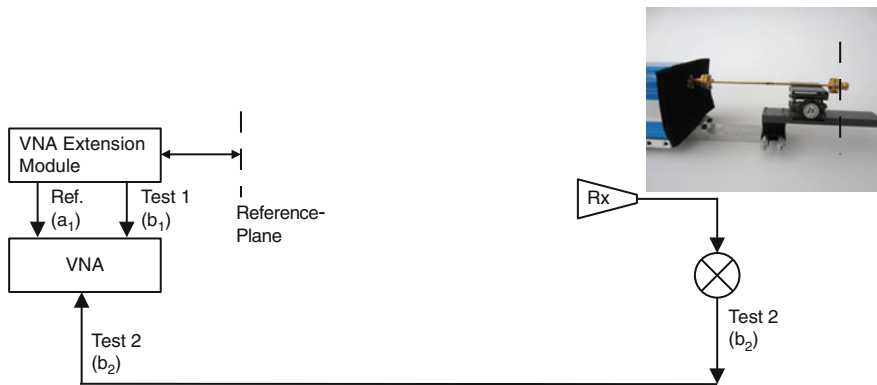 VNA Extension
Module
Ref.
(a1)
Test 1
(b1)
Reference-
Plane
VNA
Test 2
(b2)
Rx
Test 2
(b2)